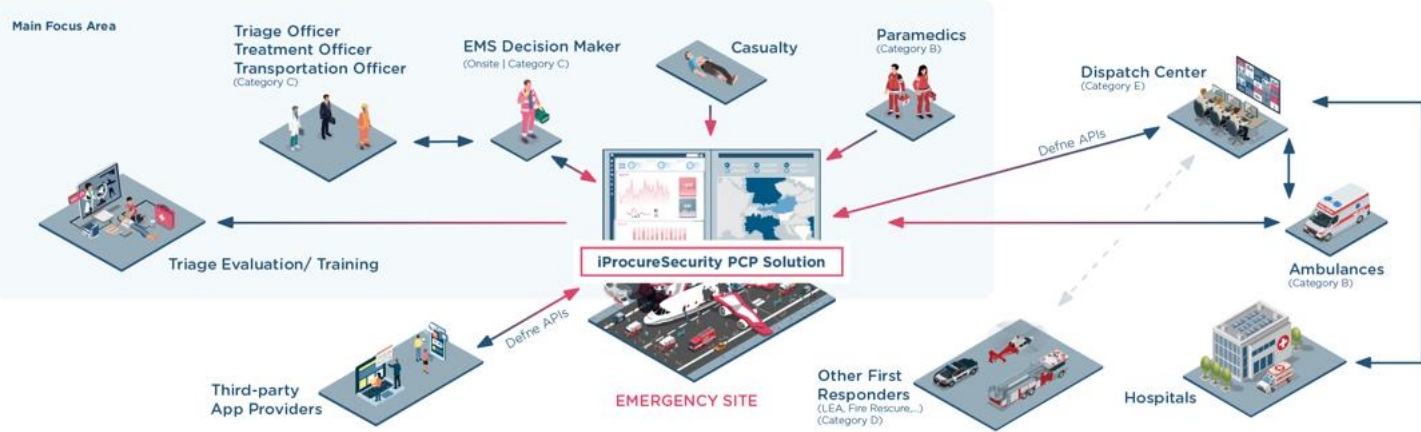 Main Focus Area
Triage Officer
Treatment Officer
Transportation Officer
(Category C)
EMS Decision Maker
(Onsite | Category C)
Casualty
Paramedics
(Category B)
Dispatch Center
(Category E)
Defne APIs
Triage Evaluation/ Training
iProcureSecurity PCP Solution
Ambulances
(Category B)
Defne APIs
Third-party
App Providers
EMERGENCY SITE
Other First
Responders
(LEA, Fire Rescure,..)
(Category D)
Hospitals